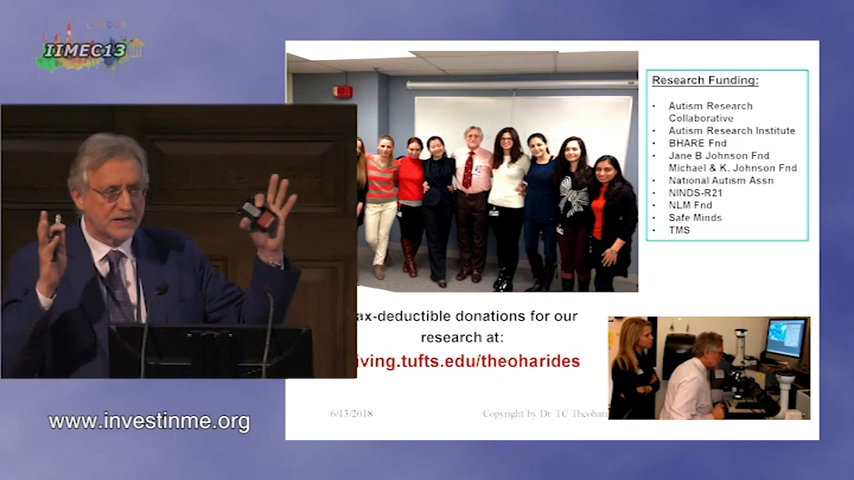 LONDON
IIMEC13
Research Funding:
• Autism Research
Collaborative
• Autism Research Institute
• BHARE Fnd
• Jane B Johnson Fnd
Michael & K. Johnson Fnd
• National Autism Assn
• NINDS-R21
• NLM Fnd
• Safe Minds
• TMS
ax-deductible donations for our
research at:
iving.tufts.edu/theoharides
www.investinme.org
6/13/2018
Copyright by Dr TC Theohari